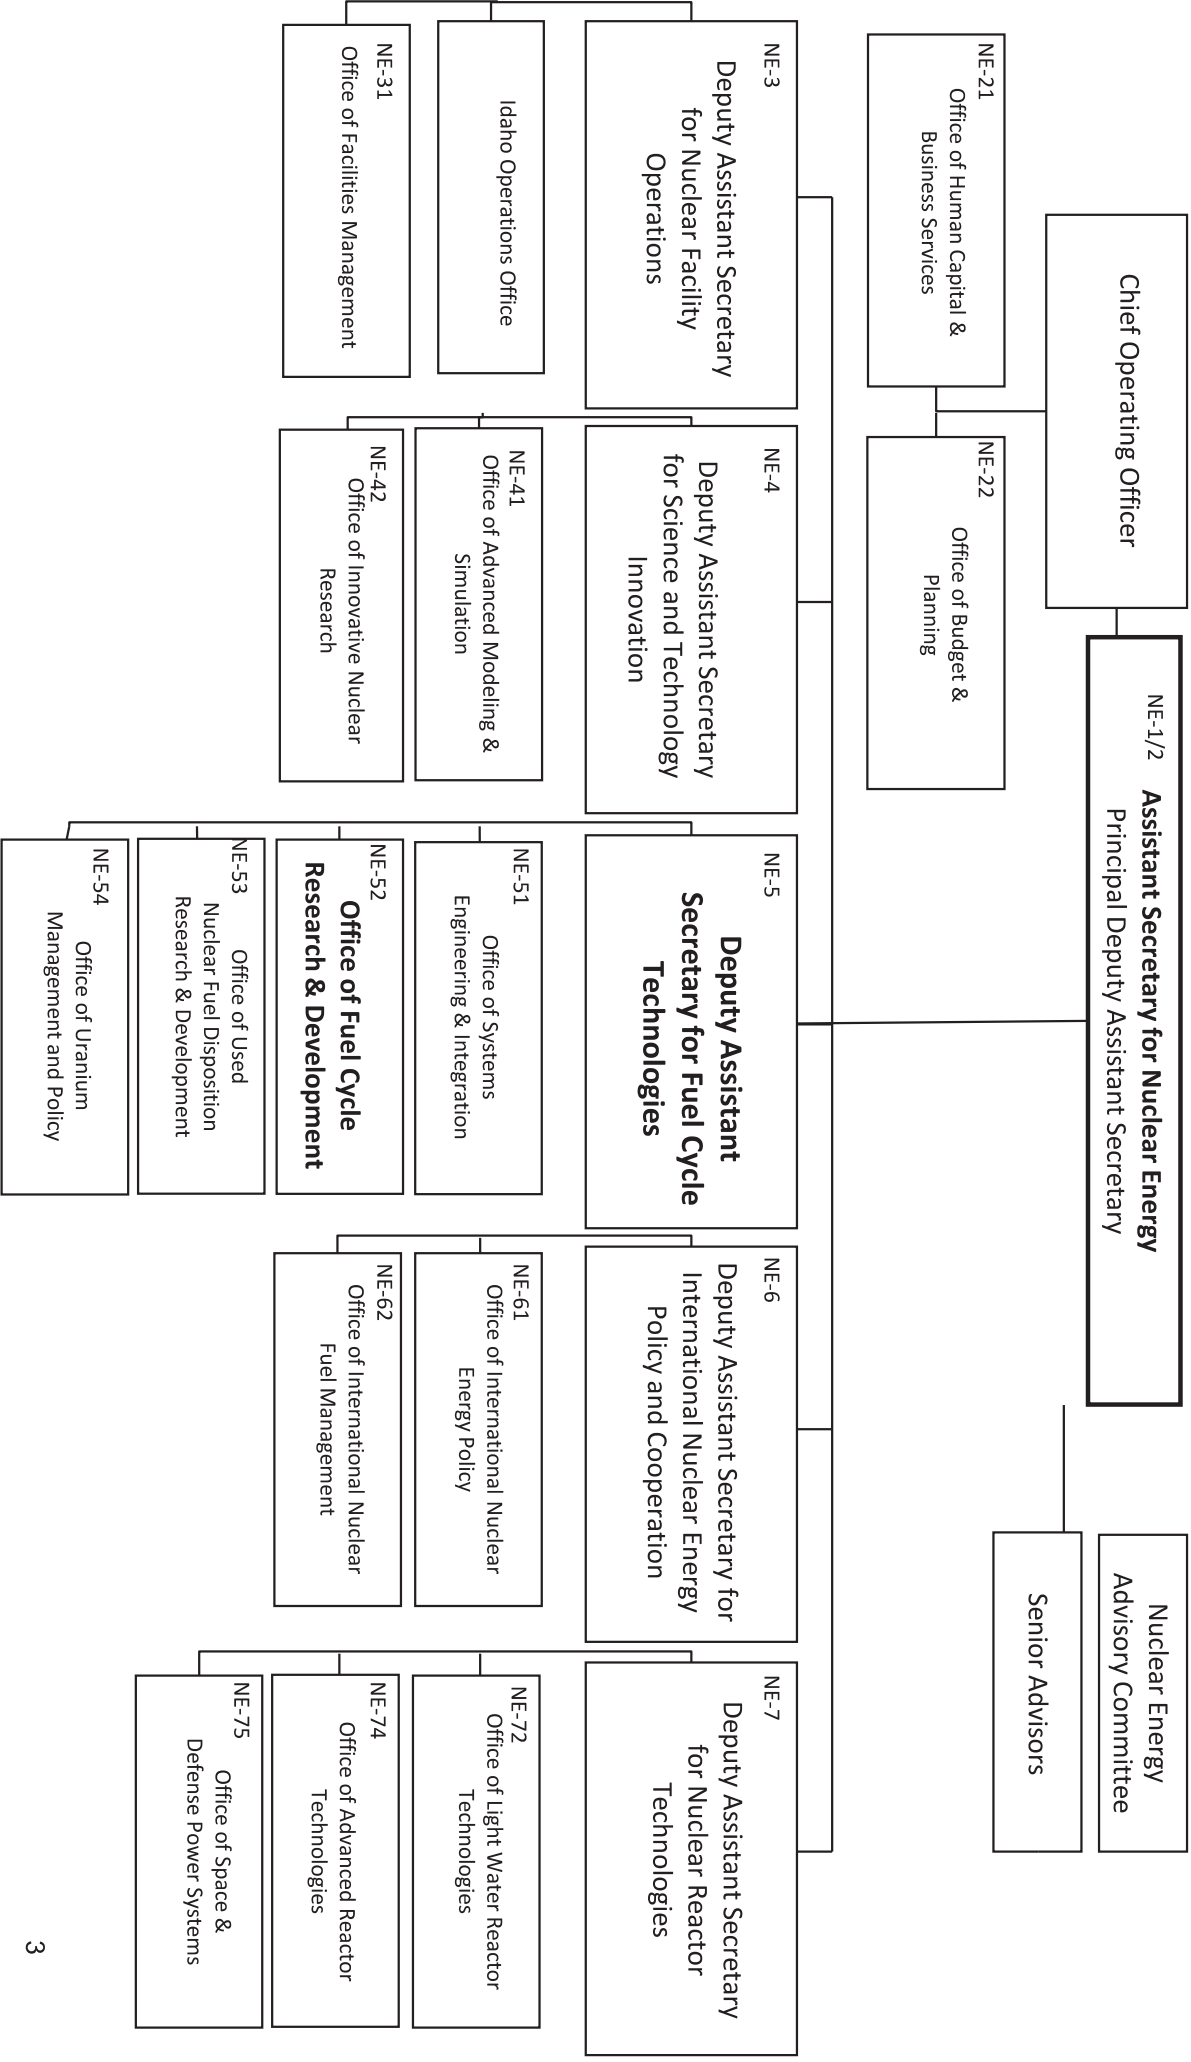 NE-1/2
Assistant Secretary for Nuclear Energy
Principal Deputy Assistant Secretary
Nuclear Energy
Advisory Committee
Senior Advisors
Chief Operating Officer
NE-21
Office of Human Capital &
Business Services
NE-22
Office of Budget &
Planning
NE-3
Deputy Assistant Secretary
for Nuclear Facility
Operations
Idaho Operations Office
NE-31
Office of Facilities Management
NE-4
Deputy Assistant Secretary
for Science and Technology
Innovation
NE-41
Office of Advanced Modeling &
Simulation
NE-42
Office of Innovative Nuclear
Research
NE-5
Deputy Assistant
Secretary for Fuel Cycle
Technologies
NE-51
Office of Systems
Engineering & Integration
NE-52
Office of Fuel Cycle
Research & Development
NE-53
Office of Used
Nuclear Fuel Disposition
Research & Development
NE-54
Office of Uranium
Management and Policy
NE-6
Deputy Assistant Secretary for
International Nuclear Energy
Policy and Cooperation
NE-61
Office of International Nuclear
Energy Policy
NE-62
Office of International Nuclear
Fuel Management
NE-7
Deputy Assistant Secretary
for Nuclear Reactor
Technologies
NE-72
Office of Light Water Reactor
Technologies
NE-74
Office of Advanced Reactor
Technologies
NE-75
Office of Space &
Defense Power Systems
3